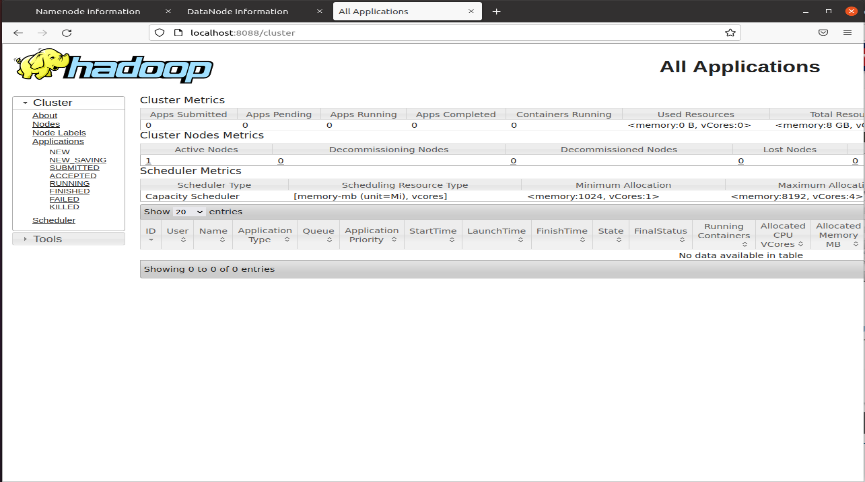 Namenode information
DataNode Information
All Applications
localhost:8088/cluster
hadoop
All Applications
Cluster
About
Nodes
Node Labels
Applications
NEW
NEW_SAVING
SUBMITTED
ACCEPTED
RUNNING
FINISHED
FAILED
KILLED
Scheduler
Tools
Cluster Metrics
Apps Submitted Apps Pending Apps Running Apps Completed Containers Running Used Resources Total Resou
0 0 0 0 0 <memory:0 B, vCores:0> <memory:8 GB, vC
Cluster Nodes Metrics
Active Nodes Decommissioning Nodes Decommissioned Nodes Lost Nodes
1 0 0 0 0
Scheduler Metrics
Scheduler Type Scheduling Resource Type Minimum Allocation Maximum Allocati
Capacity Scheduler [memory-mb (unit=Mi), vcores] <memory:1024, vCores:1> <memory:8192, vCores:4>
Show 20 entries
ID User Name Application Type Queue Application Priority StartTime LaunchTime FinishTime State FinalStatus Running Containers Allocated CPU VCores Allocated Memory MB
No data available in table
Showing 0 to 0 of 0 entries